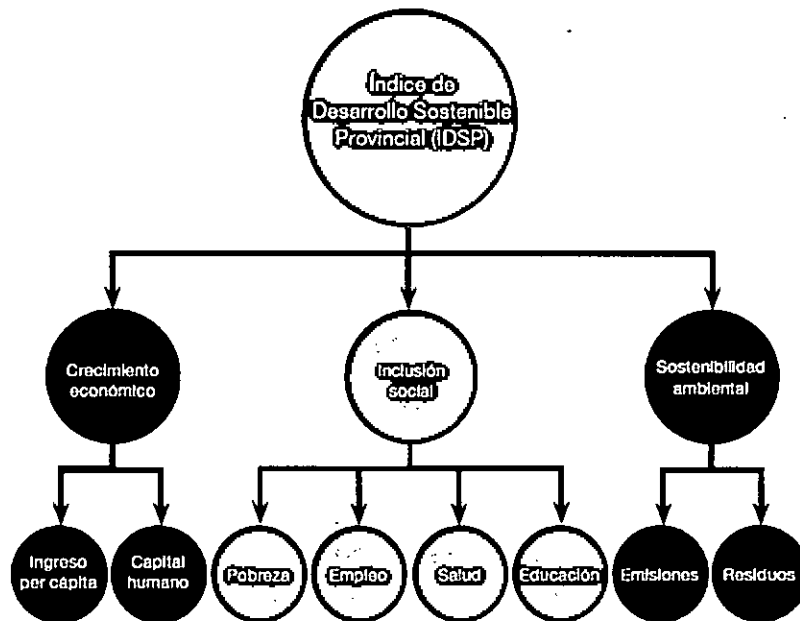 Índice de
Desarrollo Sostenible
Provincial (IDSP)
Crecimiento
económico
Inclusión
social
Sostenibilidad
ambiental
Ingreso
per cápita
Capital
humano
Pobreza
Empleo
Salud
Educación
Emisiones
Residuos